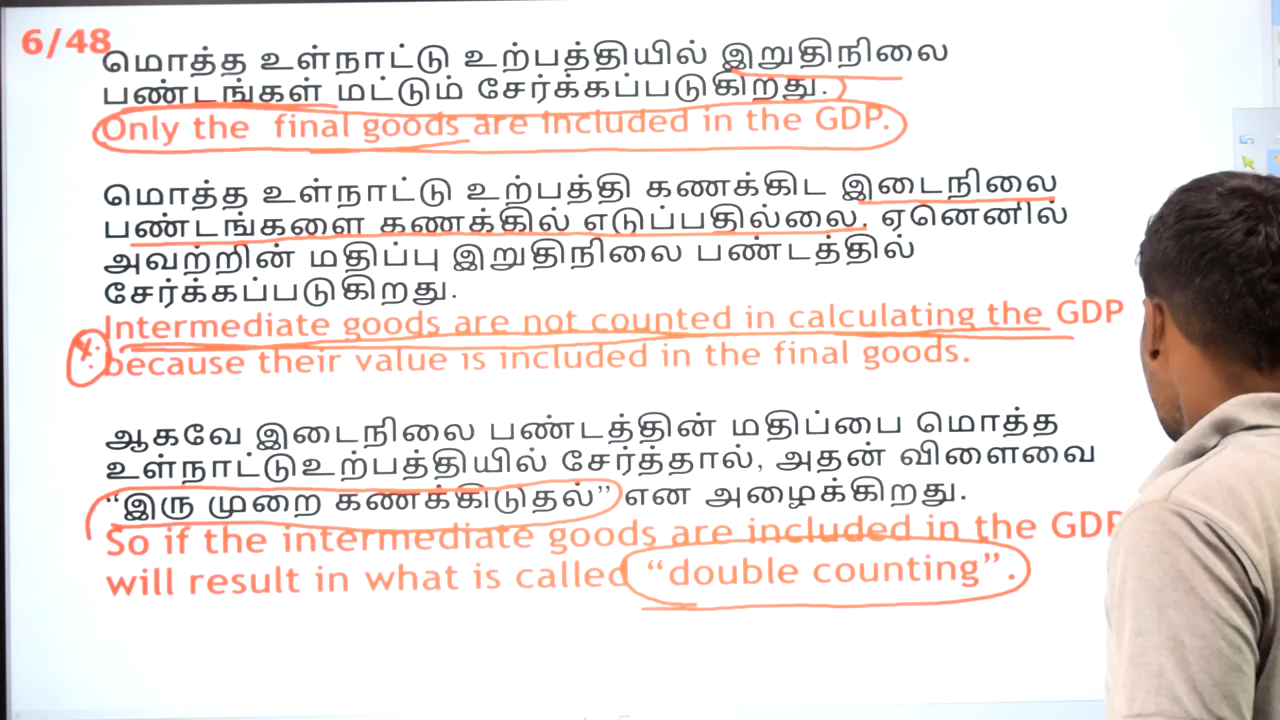 6/48
மொத்த உள்நாட்டு உற்பத்தியில் இறுதிநிலை
பண்டங்கள் மட்டும் சேர்க்கப்படுகிறது.
Only the final goods are included in the GDP.
மொத்த உள்நாட்டு உற்பத்தி கணக்கிட இடைநிலை
பண்டங்களை கணக்கில் எடுப்பதில்லை. ஏனெனில்
அவற்றின் மதிப்பு இறுதிநிலை பண்டத்தில்
சேர்க்கப்படுகிறது.
Intermediate goods are not counted in calculating the GDP
because their value is included in the final goods.
ஆகவே இடைநிலை பண்டத்தின் மதிப்பை மொத்த
உள்நாட்டுஉற்பத்தியில் சேர்த்தால், அதன் விளைவை
“இரு முறை கணக்கிடுதல்” என அழைக்கிறது.
So if the intermediate goods are included in the GDP
will result in what is called “double counting”.